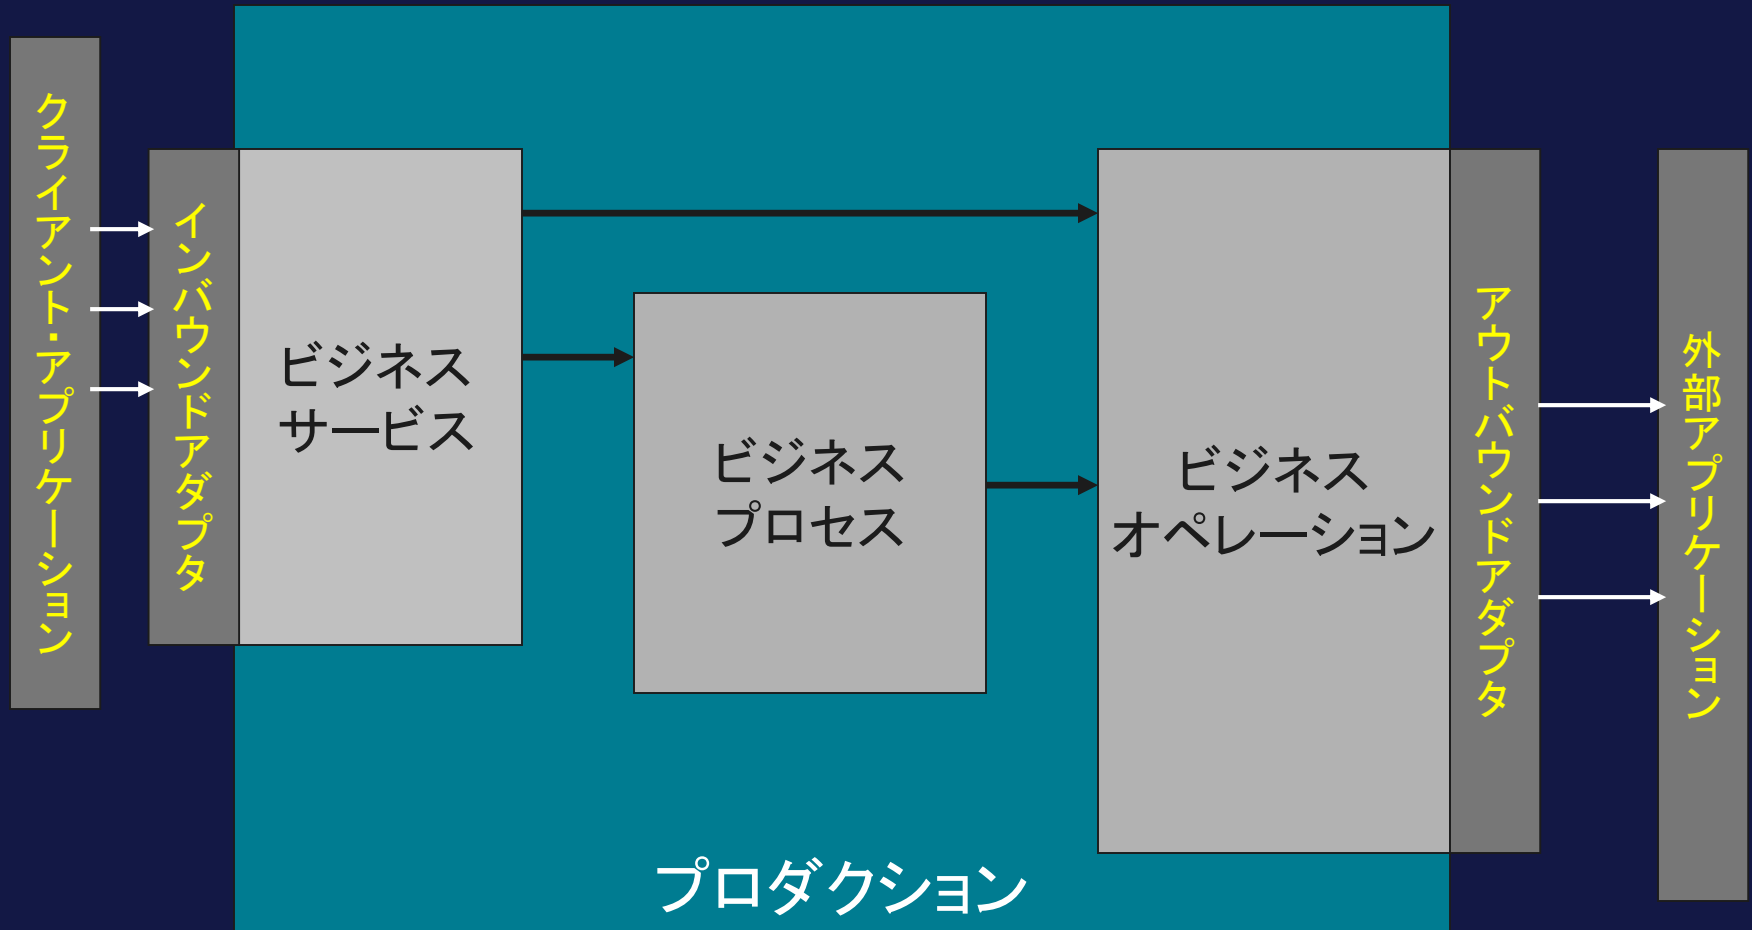 クライアント・アプリケーション
インバウンドアダプタ
ビジネス
サービス
ビジネス
プロセス
ビジネス
オペレーション
アウトバウンドアダプタ
外部アプリケーション
プロダクション